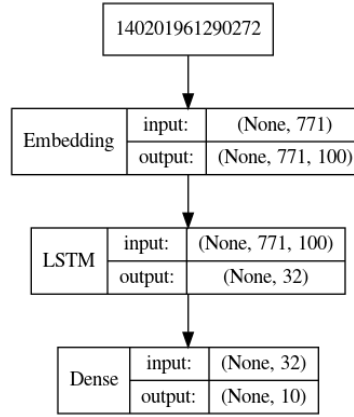 140201961290272
Embedding
input: (None, 771)
output: (None, 771, 100)
LSTM
input: (None, 771, 100)
output: (None, 32)
Dense
input: (None, 32)
output: (None, 10)